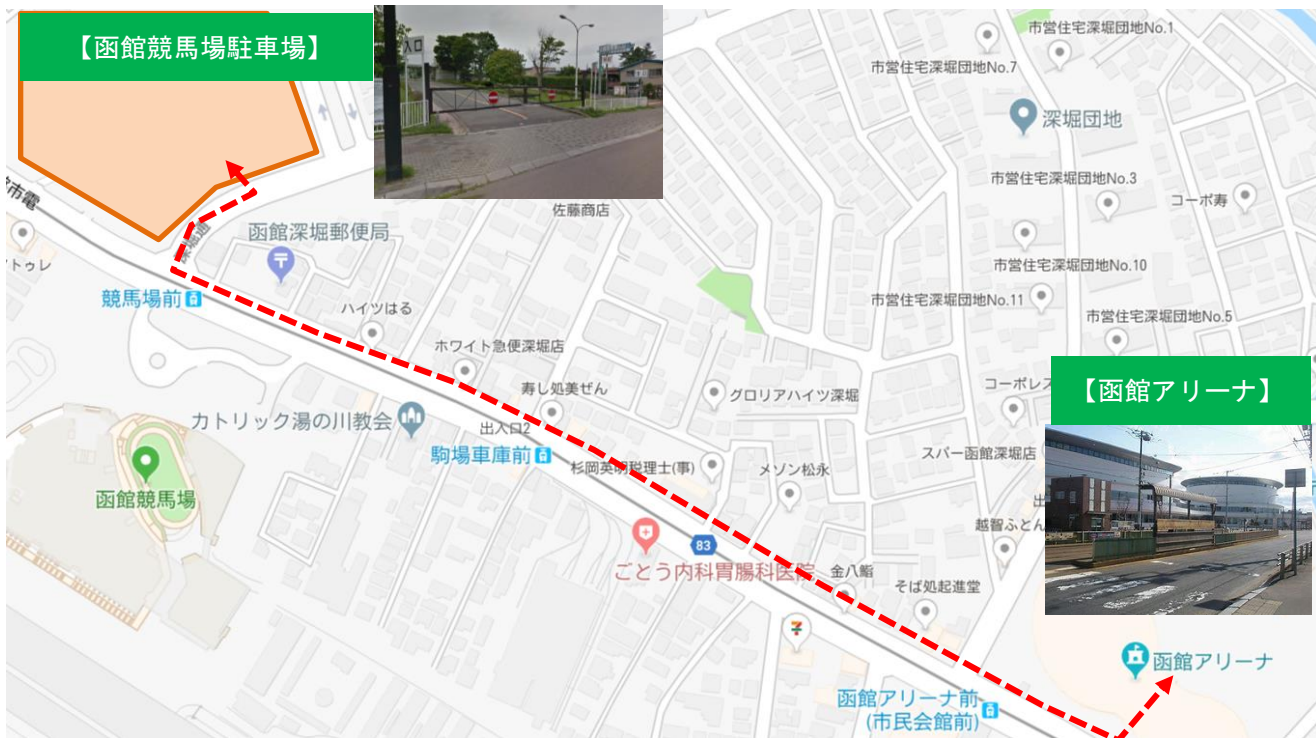 【函館競馬場駐車場】
入口
市営住宅深堀団地No.1
市営住宅深堀団地No.7
深堀団地
市営住宅深堀団地No.3
コーポ寿
佐藤商店
市電
深堀通
函館深堀郵便局
トゥレ
市営住宅深堀団地No.10
競馬場前
ハイツはる
市営住宅深堀団地No.11
市営住宅深堀団地No.5
ホワイト急便深堀店
寿し処美ぜん
グロリアハイツ深堀
コーポレス
【函館アリーナ】
カトリック湯の川教会
出入口2
駒場車庫前
杉岡英明税理士(事)
メゾン松永
スパー函館深堀店
函館競馬場
出
越智ふとん
83
ごとう内科胃腸科医院
金八鮨
そば処起進堂
7
函館アリーナ
函館アリーナ前
(市民会館前)